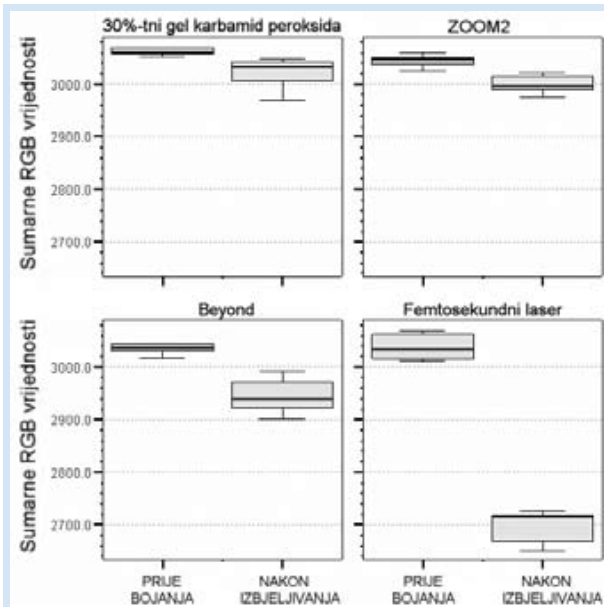 30%-tni gel karbamid peroksida
ZOOM2
Sumarne RGB vrijednosti
3000.0
2900.0
2800.0
2700.0
Beyond
Femtosekundni laser
Sumarne RGB vrijednosti
3000.0
2900.0
2800.0
2700.0
PRIJE
BOJANJA
NAKON
IZBJELJIVANJA
PRIJE
BOJANJA
NAKON
IZBJELJIVANJA